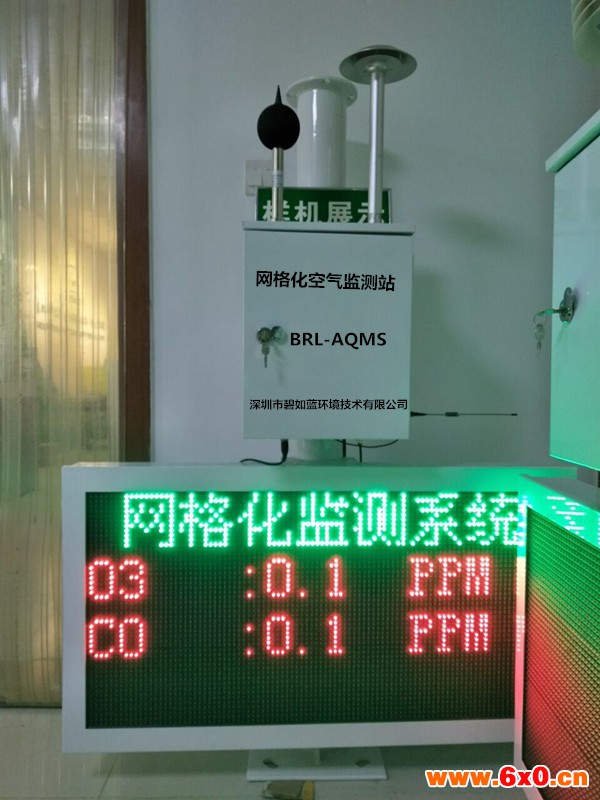 样机展示
网格化空气监测站
BRL-AQMS
深圳市碧如蓝环境技术有限公司
网格化监测系统
O3 :0.1 PPM
CO :0.1 PPM
www.6x0.cn